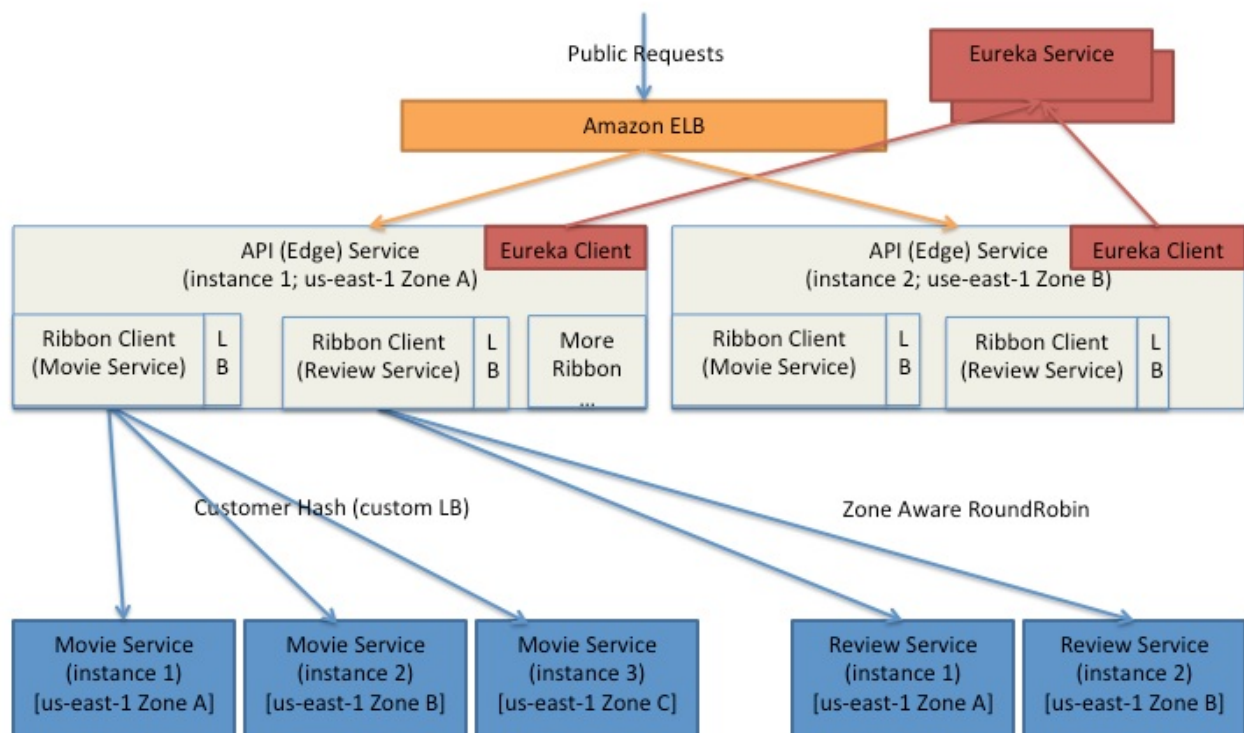 Public Requests
Eureka Service
Amazon ELB
API (Edge) Service
(instance 1; us-east-1 Zone A)
Eureka Client
API (Edge) Service
(instance 2; use-east-1 Zone B)
Eureka Client
Ribbon Client
(Movie Service)
L
B
Ribbon Client
(Review Service)
L
B
More
Ribbon
...
Ribbon Client
(Movie Service)
L
B
Ribbon Client
(Review Service)
L
B
Customer Hash (custom LB)
Zone Aware RoundRobin
Movie Service
(instance 1)
[us-east-1 Zone A]
Movie Service
(instance 2)
[us-east-1 Zone B]
Movie Service
(instance 3)
[us-east-1 Zone C]
Review Service
(instance 1)
[us-east-1 Zone A]
Review Service
(instance 2)
[us-east-1 Zone B]